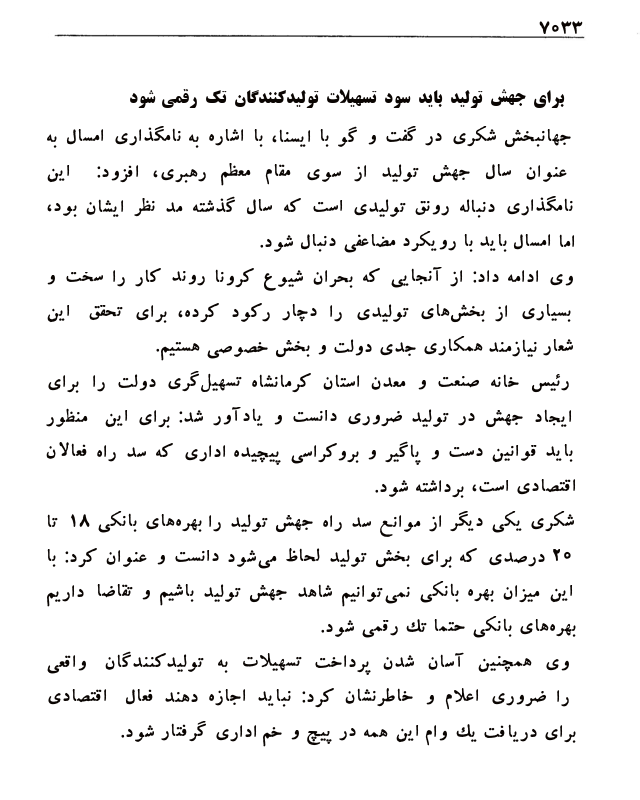 ۷۰۳۳
برای جهش تولید باید سود تسهیلات تولیدکنندگان تک رقمی شود
جهانبخش شکری در گفت و گو با ایسنا، با اشاره به نامگذاری امسال به
عنوان سال جهش تولید از سوی مقام معظم رهبری، افزود: این
نامگذاری دنباله رونق تولیدی است که سال گذشته مد نظر ایشان بود،
اما امسال باید با رویکرد مضاعفی دنبال شود.
وی ادامه داد: از آنجایی که بحران شیوع کرونا روند کار را سخت و
بسیاری از بخش‌های تولیدی را دچار رکود کرده، برای تحقق این
شعار نیازمند همکاری جدی دولت و بخش خصوصی هستیم.
رئیس خانه صنعت و معدن استان کرمانشاه تسهیل‌گری دولت را برای
ایجاد جهش در تولید ضروری دانست و یادآور شد: برای این منظور
باید قوانین دست و پاگیر و بروکراسی پیچیده اداری که سد راه فعالان
اقتصادی است، برداشته شود.
شکری یکی دیگر از موانع سد راه جهش تولید را بهره‌های بانکی ۱۸ تا
۲۰ درصدی که برای بخش تولید لحاظ می‌شود دانست و عنوان کرد: با
این میزان بهره بانکی نمی‌توانیم شاهد جهش تولید باشیم و تقاضا داریم
بهره‌های بانکی حتما تك رقمی شود.
وی همچنین آسان شدن پرداخت تسهیلات به تولیدکنندگان واقعی
را ضروری اعلام و خاطرنشان کرد: نباید اجازه دهند فعال اقتصادی
برای دریافت يك وام این همه در پیچ و خم اداری گرفتار شود.